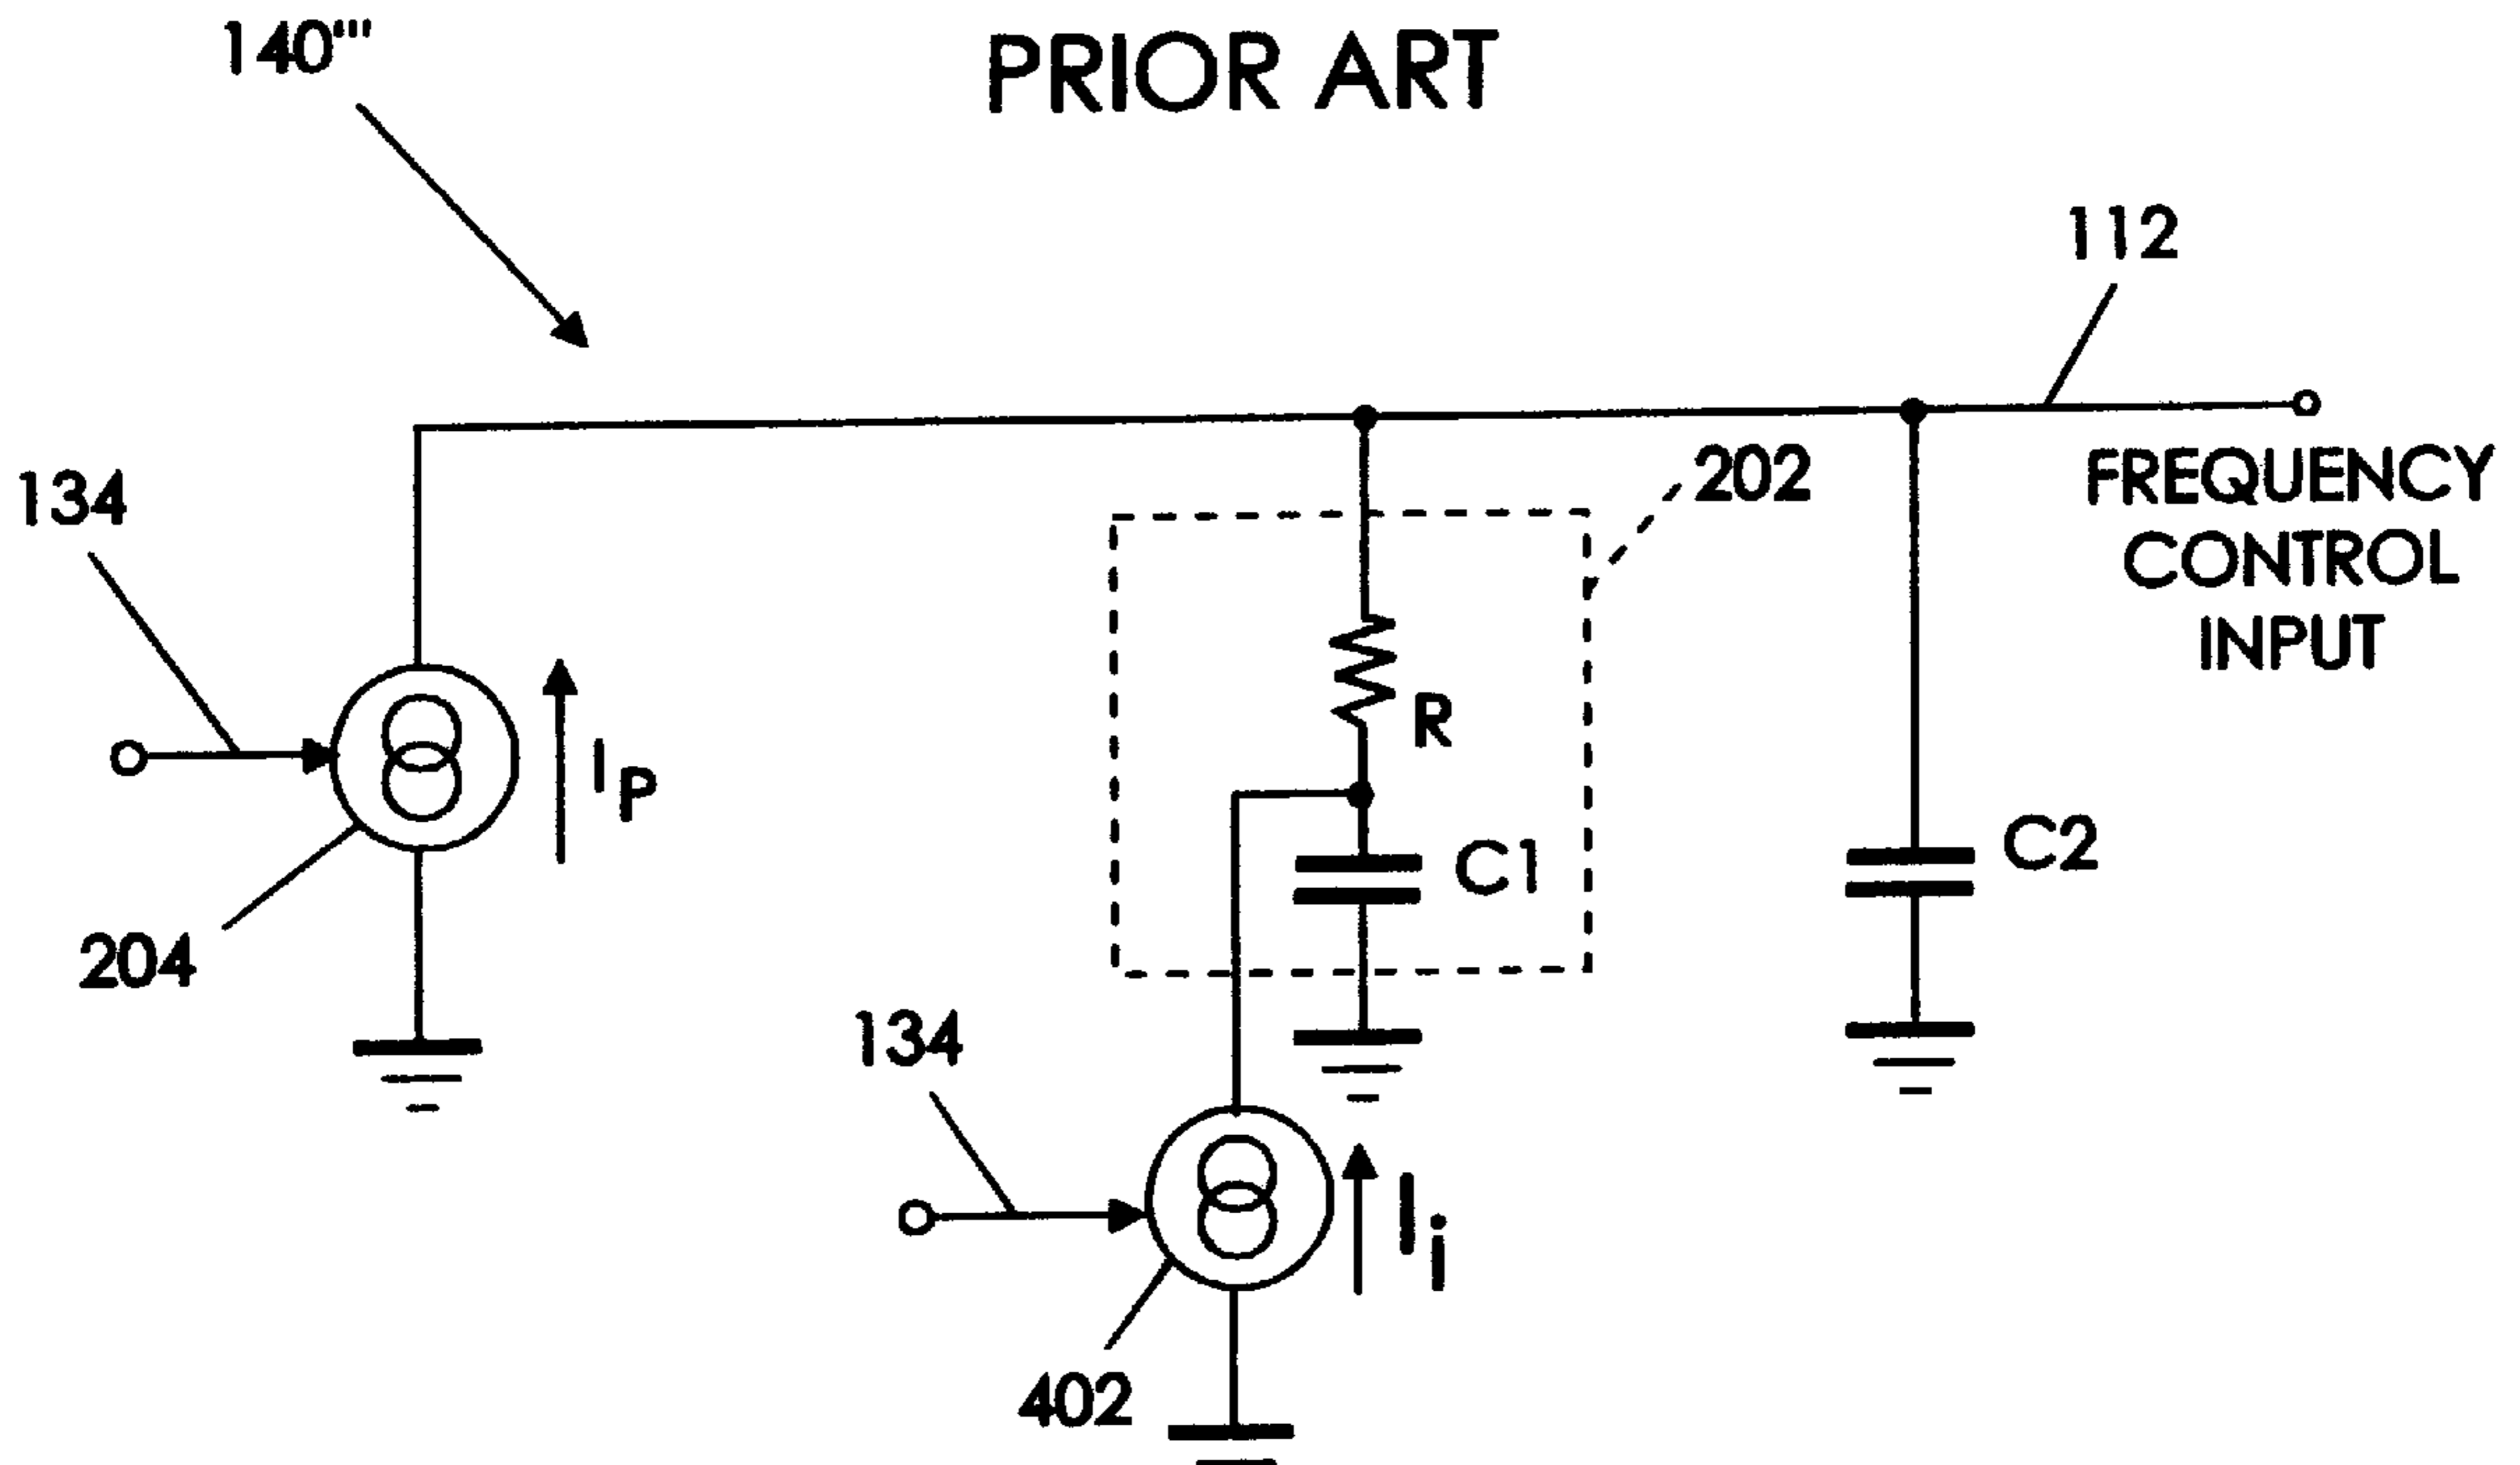 140'''
PRIOR ART
112
202
FREQUENCY
CONTROL
INPUT
134
R
IP
C1
C2
204
134
Ii
402